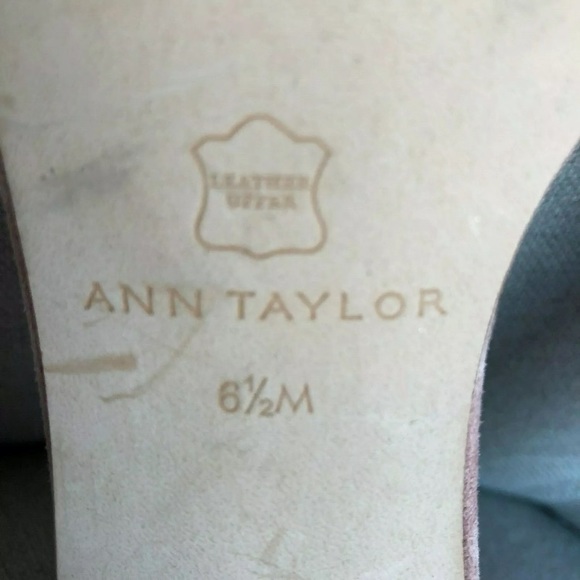 LEATHER
UPPER
ANN TAYLOR
6½M